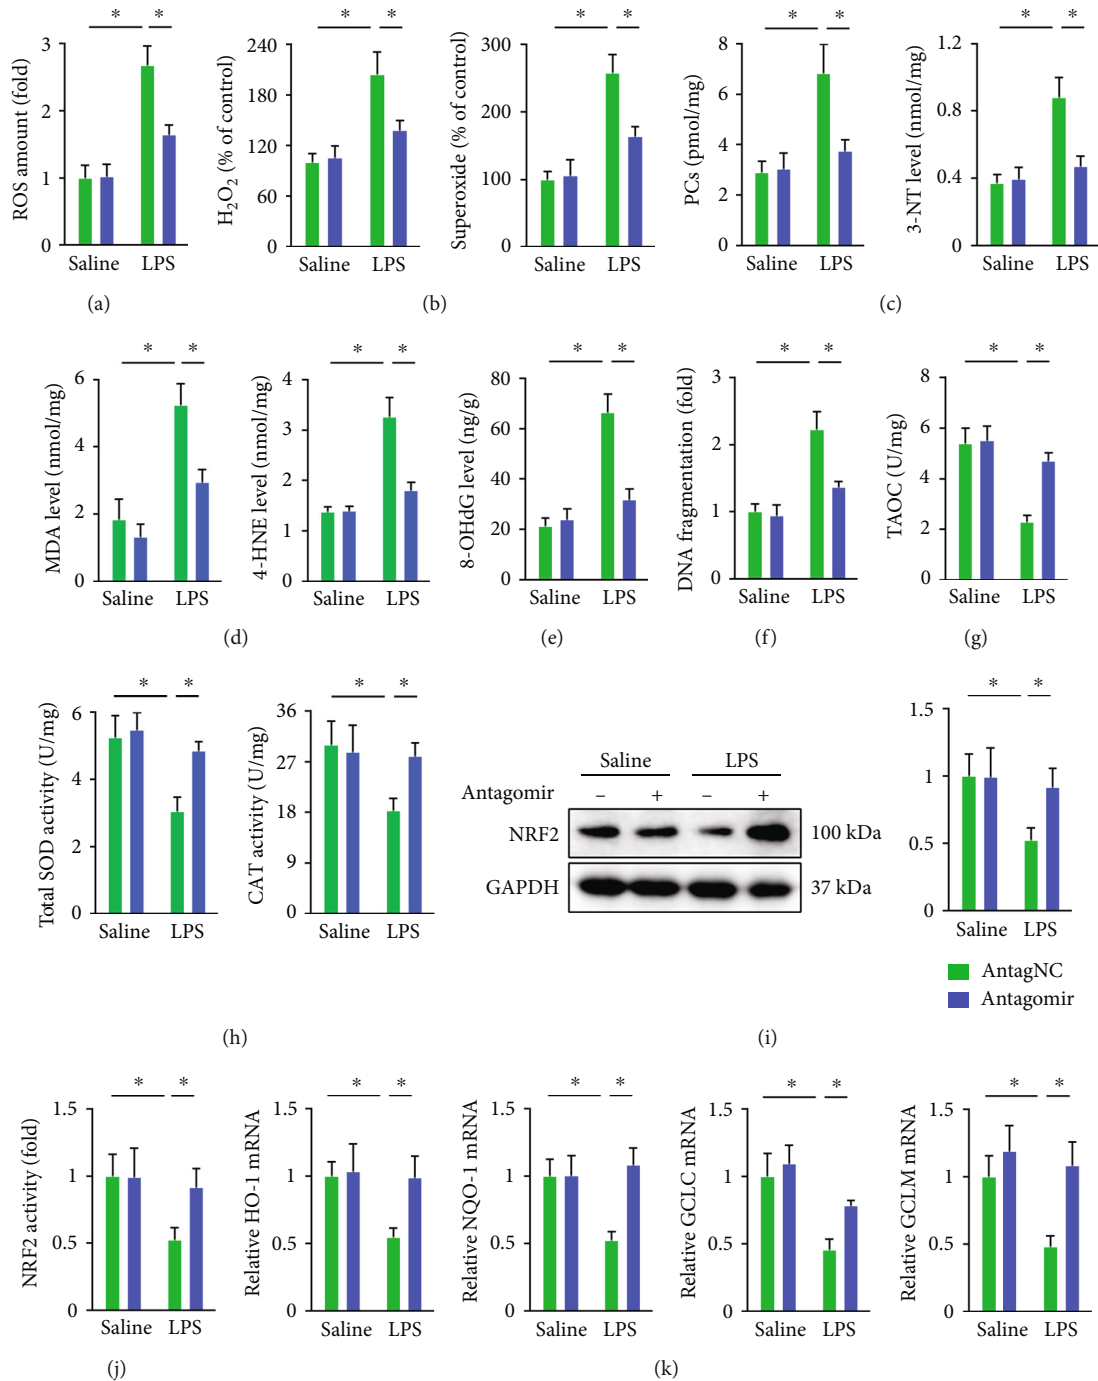 * *
ROS amount (fold)
3
2
1
0
Saline LPS
(a)
* *
H₂O₂ (% of control)
240
180
120
60
0
Saline LPS
* *
Superoxide (% of control)
300
200
100
0
Saline LPS
(b)
* *
PCs (pmol/mg)
8
6
4
2
0
Saline LPS
* *
3-NT level (nmol/mg)
1.2
0.8
0.4
0
Saline LPS
(c)
* *
MDA level (nmol/mg)
6
4
2
0
Saline LPS
* *
4-HNE level (nmol/mg)
4
3
2
1
0
Saline LPS
(d)
* *
8-OHdG level (ng/g)
80
60
40
20
0
Saline LPS
(e)
* *
DNA fragmentation (fold)
3
2
1
0
Saline LPS
(f)
* *
TAOC (U/mg)
8
6
4
2
0
Saline LPS
(g)
* *
Total SOD activity (U/mg)
6
4
2
0
Saline LPS
* *
CAT activity (U/mg)
36
27
18
9
0
Saline LPS
(h)
Saline LPS
Antagomir – + – +
NRF2 100 kDa
GAPDH 37 kDa
* *
1.5
1
0.5
0
Saline LPS
AntagNC
Antagomir
(i)
* *
NRF2 activity (fold)
1.5
1
0.5
0
Saline LPS
(j)
* *
Relative HO-1 mRNA
1.5
1
0.5
0
Saline LPS
* *
Relative NQO-1 mRNA
1.5
1
0.5
0
Saline LPS
* *
Relative GCLC mRNA
1.5
1
0.5
0
Saline LPS
* *
Relative GCLM mRNA
1.5
1
0.5
0
Saline LPS
(k)